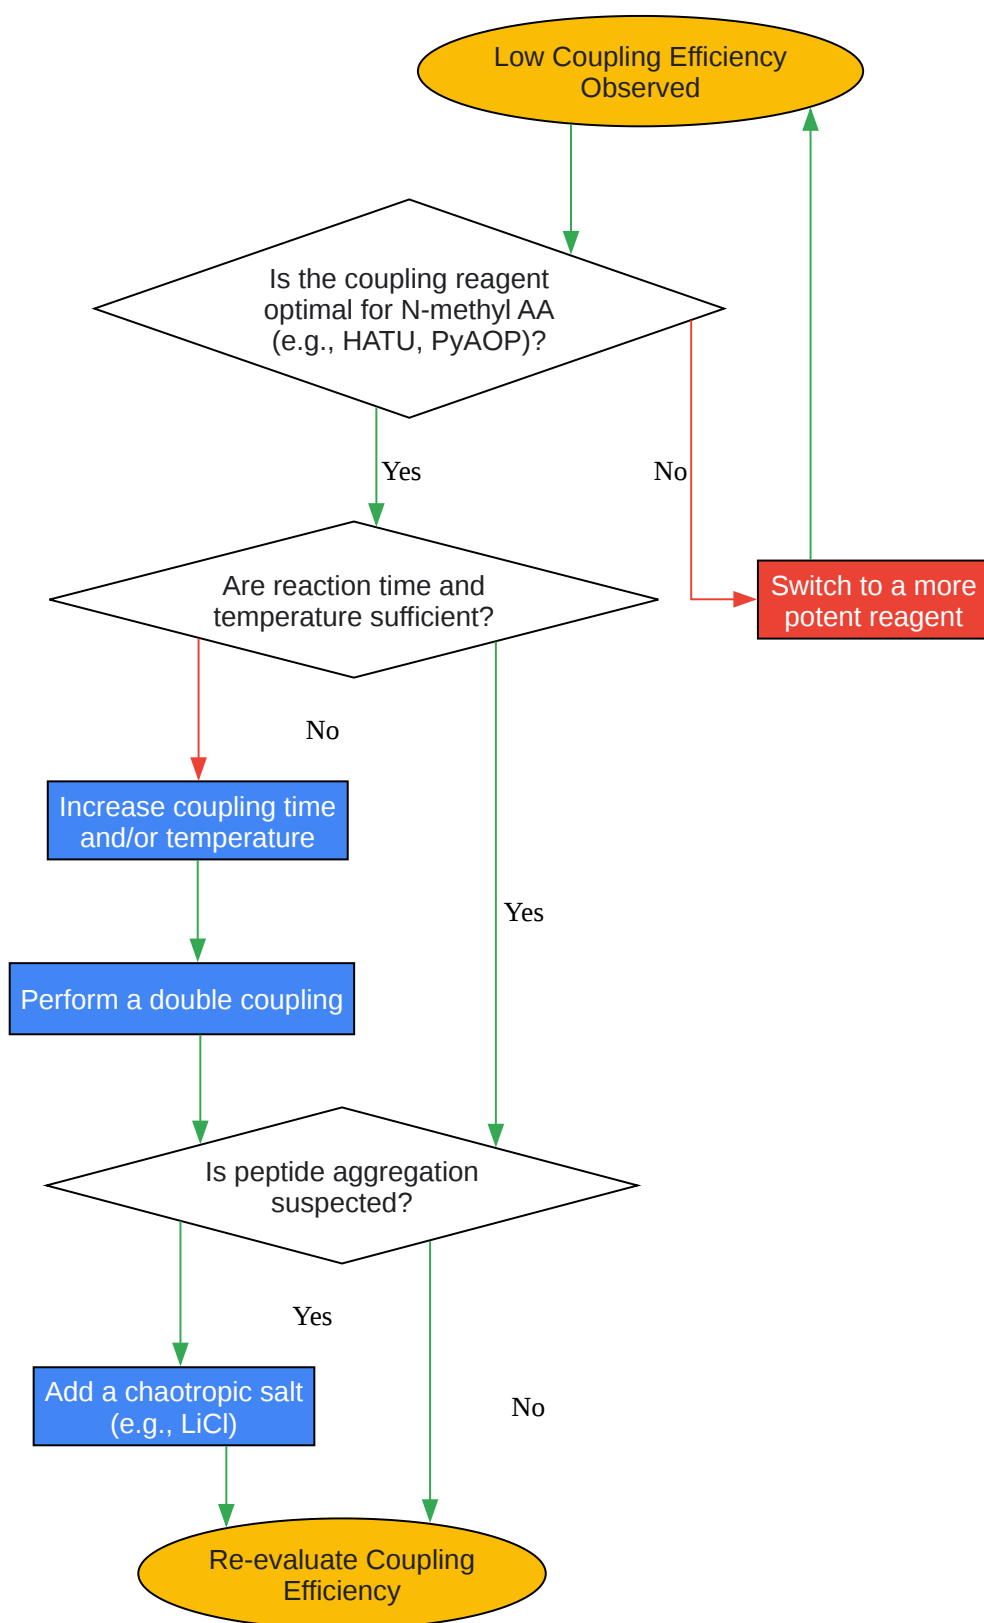 Low Coupling Efficiency
Observed
Is the coupling reagent
optimal for N-methyl AA
(e.g., HATU, PyAOP)?
Yes
No
Are reaction time and
temperature sufficient?
Switch to a more
potent reagent
No
Increase coupling time
and/or temperature
Yes
Perform a double coupling
Is peptide aggregation
suspected?
Yes
Add a chaotropic salt
(e.g., LiCl)
No
Re-evaluate Coupling
Efficiency